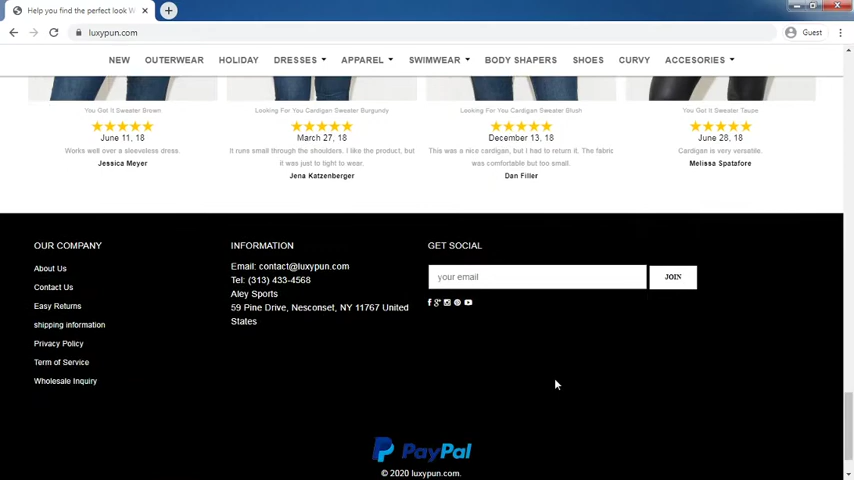 Help you find the perfect look W
luxypun.com
Guest
NEW OUTERWEAR HOLIDAY DRESSES APPAREL SWIMWEAR BODY SHAPERS SHOES CURVY ACCESORIES
You Got It Sweater Brown
June 11, 18
Works well over a sleeveless dress.
Jessica Meyer
Looking For You Cardigan Sweater Burgundy
March 27, 18
It runs small through the shoulders. I like the product, but
it was just to tight to wear.
Jena Katzenberger
Looking For You Cardigan Sweater Blush
December 13, 18
This was a nice cardigan, but I had to return it. The fabric
was comfortable but too small.
Dan Filler
You Got It Sweater Taupe
June 28, 18
Cardigan is very versatile.
Melissa Spatafore
OUR COMPANY
About Us
Contact Us
Easy Returns
shipping information
Privacy Policy
Term of Service
Wholesale Inquiry
INFORMATION
Email: contact@luxypun.com
Tel: (313) 433-4568
Aley Sports
59 Pine Drive, Nesconset, NY 11767 United
States
GET SOCIAL
your email
JOIN
PayPal
© 2020 luxypun.com.